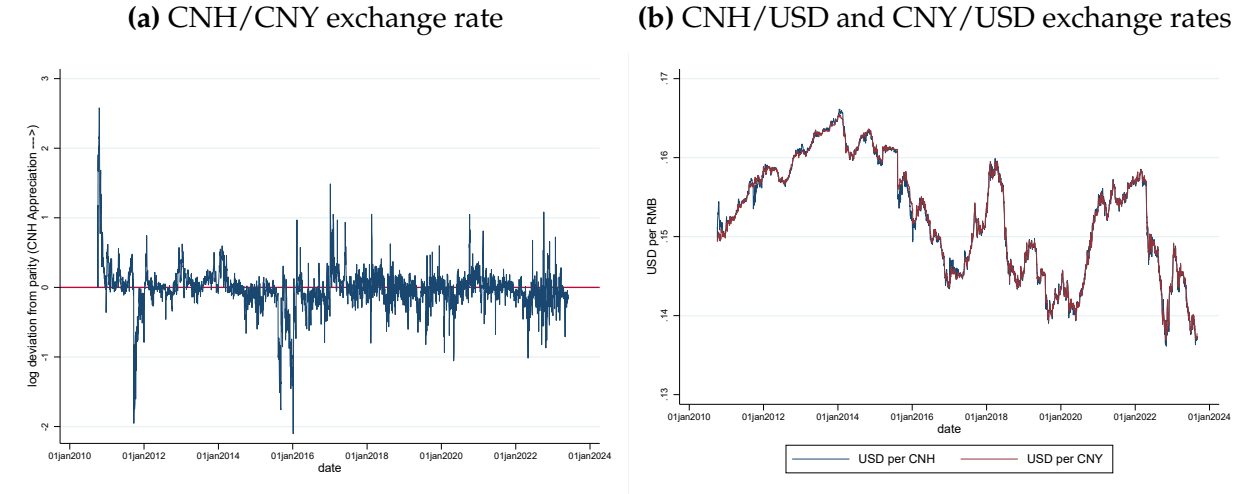 (a) CNH/CNY exchange rate
log deviation from parity (CNH Appreciation --->)
3
2
1
0
-1
-2
01jan2010 01jan2012 01jan2014 01jan2016 01jan2018 01jan2020 01jan2022 01jan2024
date
(b) CNH/USD and CNY/USD exchange rates
USD per RMB
.17
.16
.15
.14
.13
01jan2010 01jan2012 01jan2014 01jan2016 01jan2018 01jan2020 01jan2022 01jan2024
date
USD per CNH USD per CNY